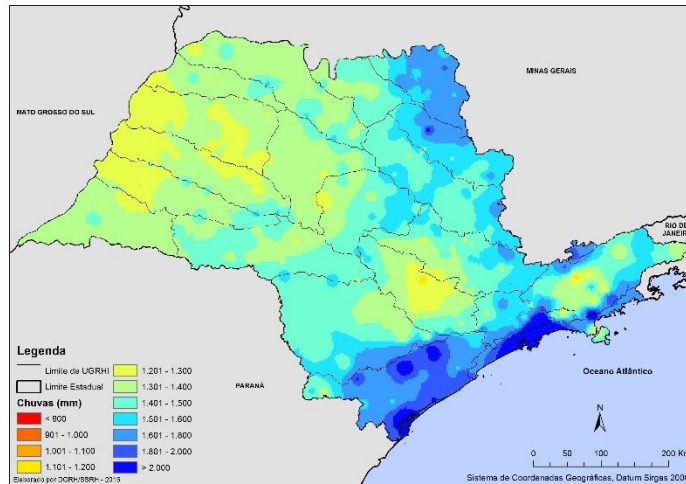 MINAS GERAIS
MATO GROSSO DO SUL
RIO DE
JANEIR
PARANÁ
Oceano Atlântico
Legenda
Limite de UGRHI
Limite Estadual
Chuvas (mm)
< 900
901 - 1.000
1.001 - 1.100
1.101 - 1.200
1.201 - 1.300
1.301 - 1.400
1.401 - 1.500
1.501 - 1.600
1.601 - 1.800
1.801 - 2.000
> 2.000
Elaborado por DGRH/SSRH - 2015
N
0 50 100 200 Km
Sistema de Coordenadas Geográficas, Datum Sirgas 2000